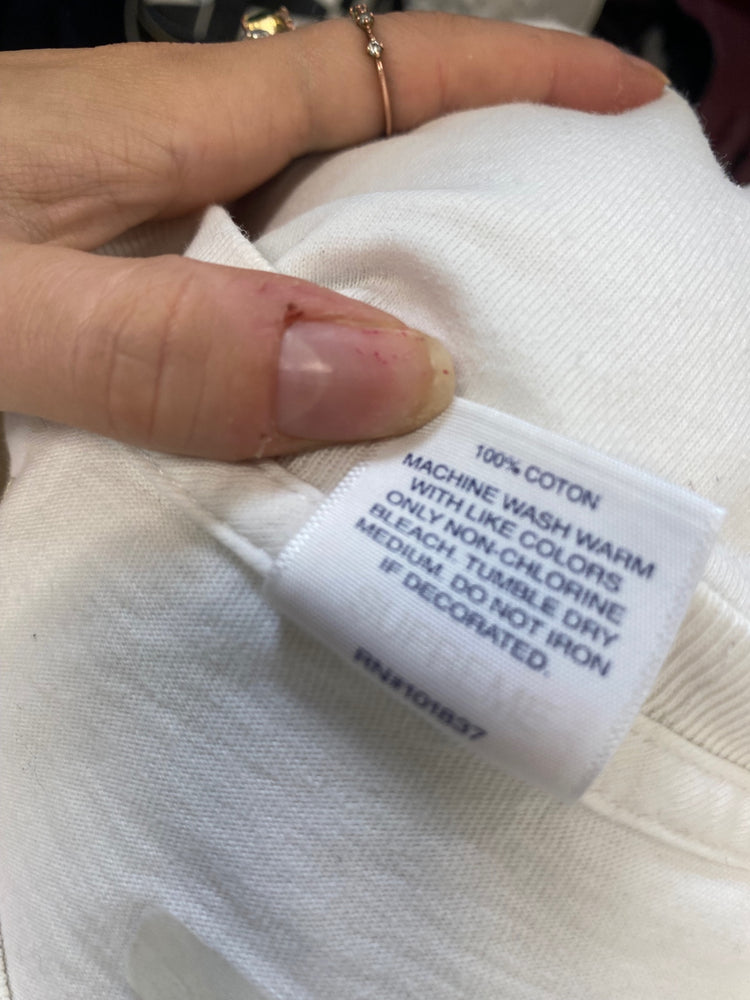 100% COTON
MACHINE WASH WARM
WITH LIKE COLORS
ONLY NON-CHLORINE
BLEACH. TUMBLE DRY
MEDIUM. DO NOT IRON
IF DECORATED.
RN#101837